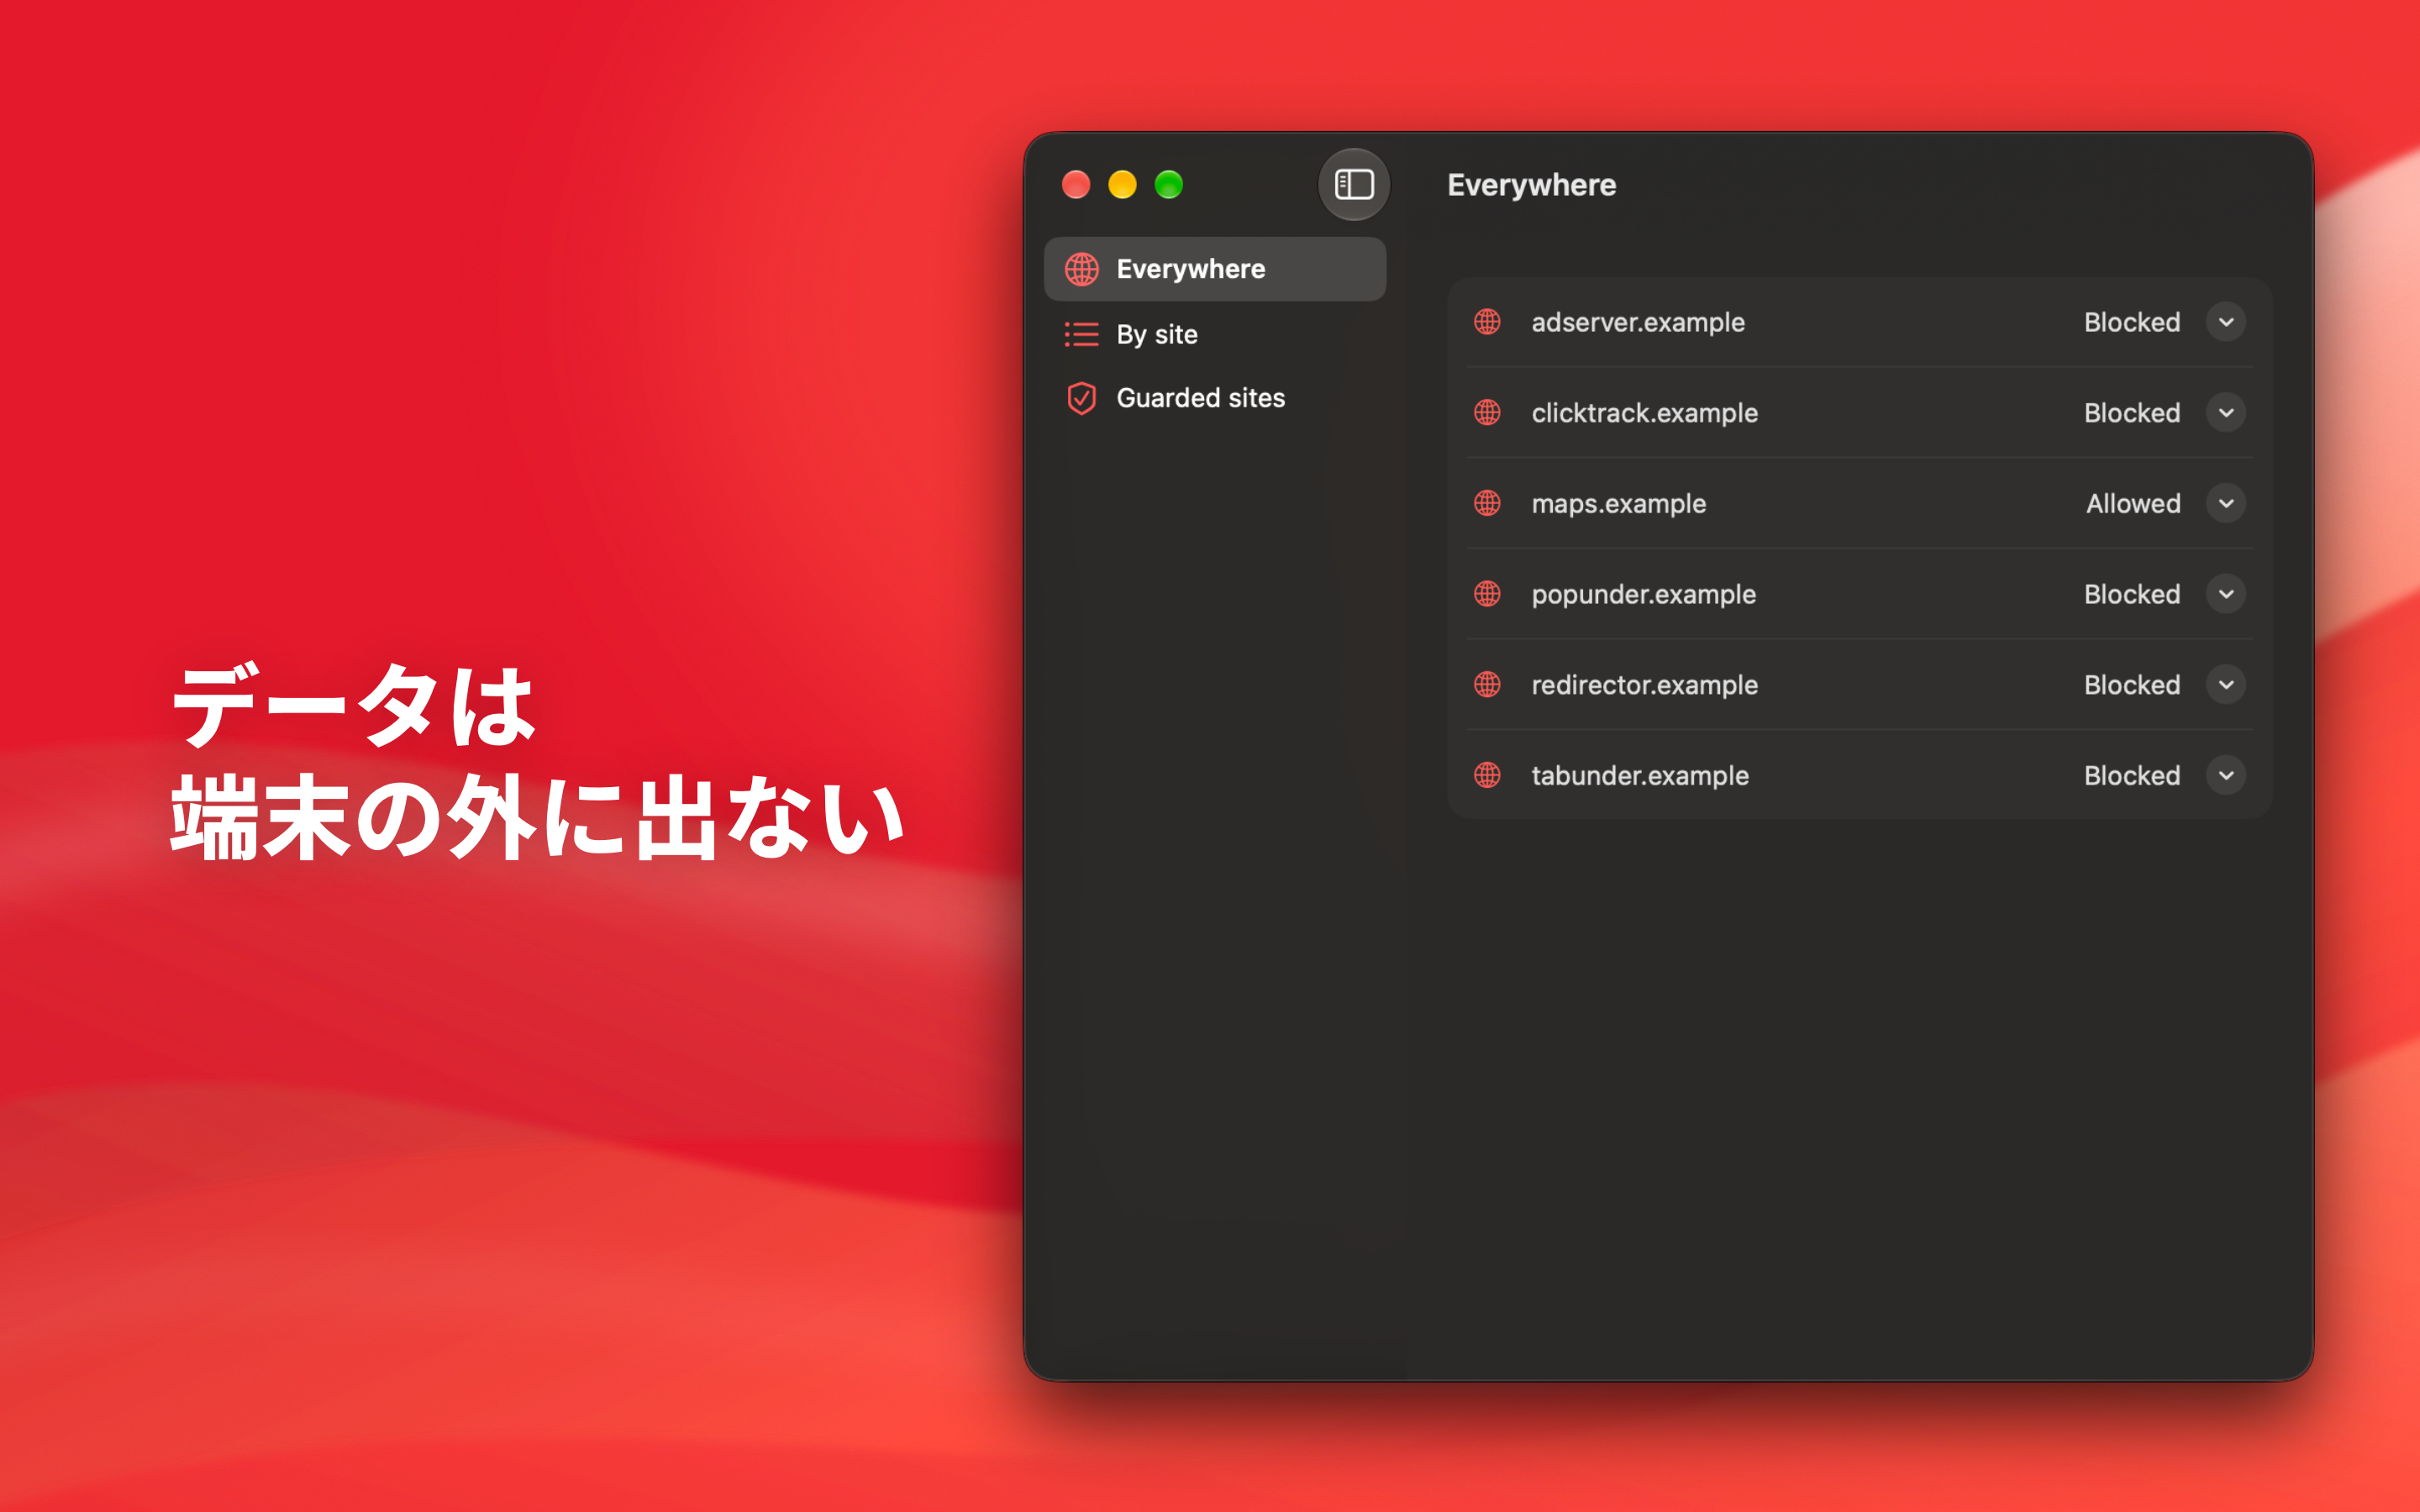 データは
端末の外に出ない
Everywhere
By site
Guarded sites
Everywhere
adserver.example Blocked
clicktrack.example Blocked
maps.example Allowed
popunder.example Blocked
redirector.example Blocked
tabunder.example Blocked